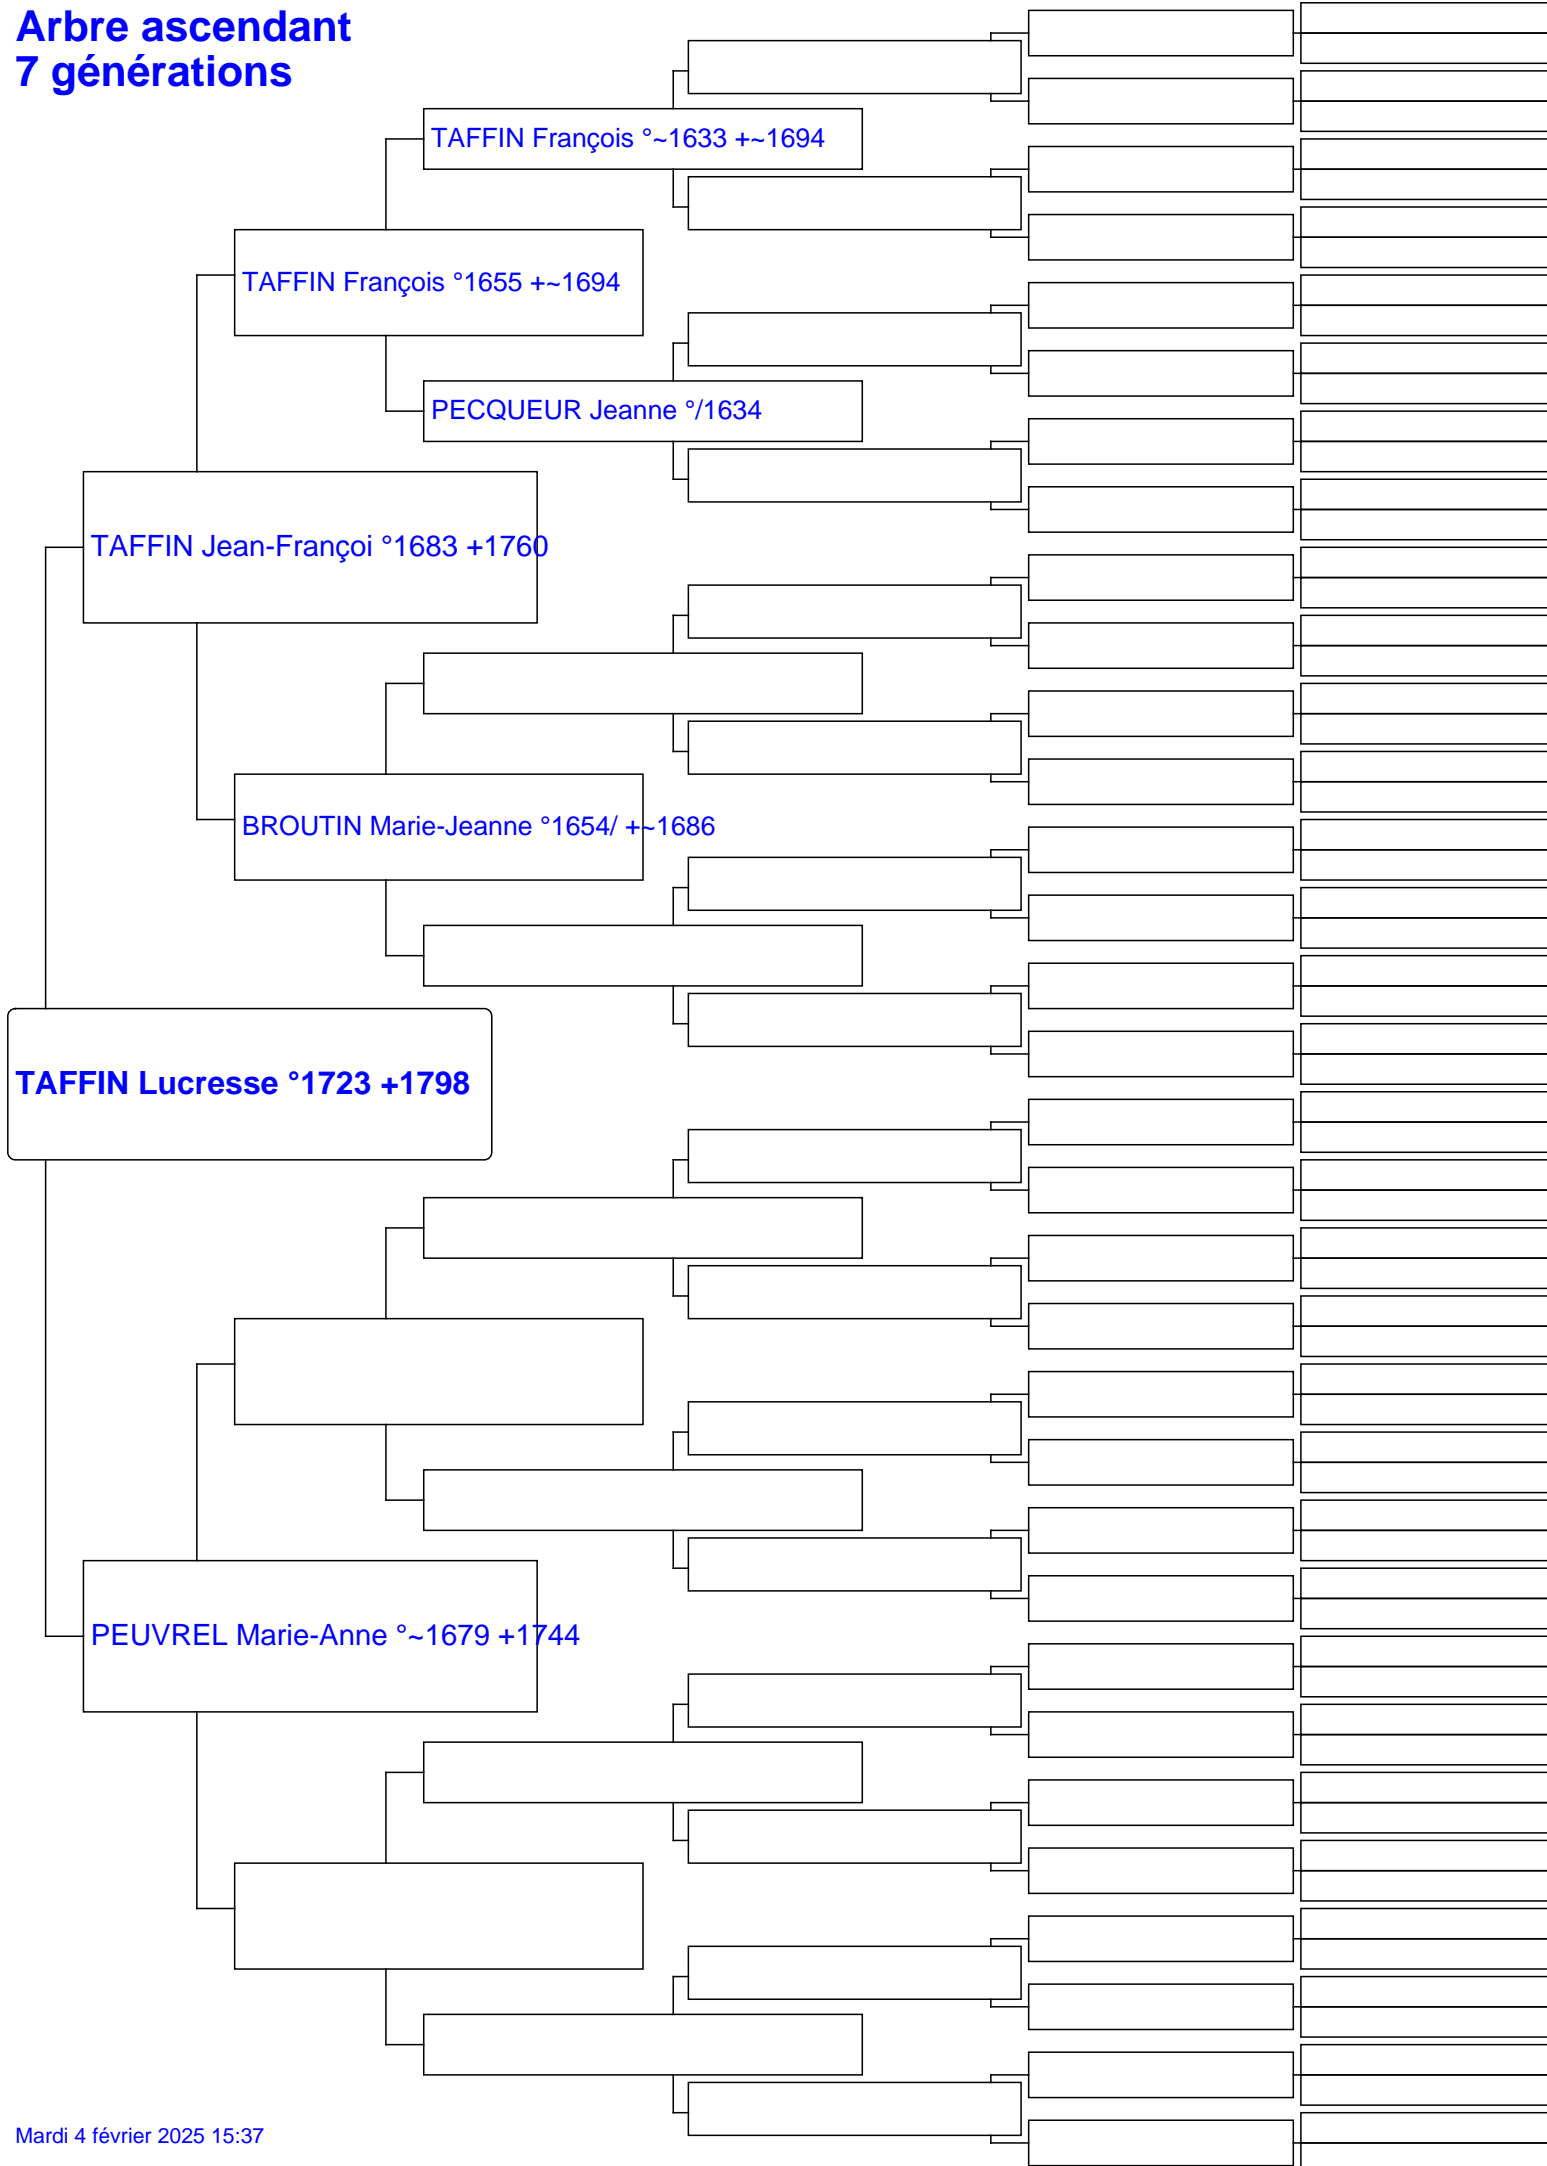 Arbre ascendant
7 générations
TAFFIN François °~1633 +~1694
TAFFIN François °1655 +~1694
PECQUEUR Jeanne °/1634
TAFFIN Jean-Françoi °1683 +1760
BROUTIN Marie-Jeanne °1654/ +~1686
TAFFIN Lucresse °1723 +1798
PEUVREL Marie-Anne °~1679 +1744
Mardi 4 février 2025 15:37